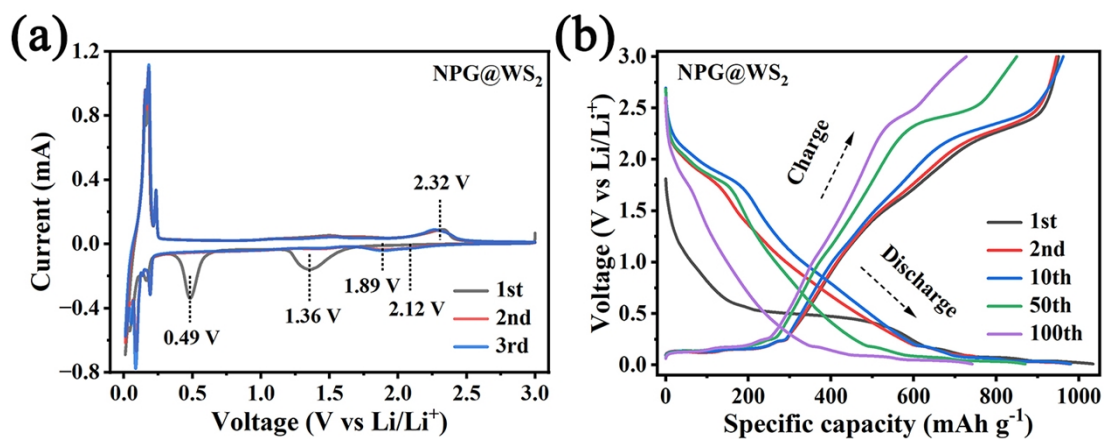 (a)
NPG@WS₂
Current (mA)
1.2
0.8
0.4
0.0
−0.4
−0.8
2.32 V
1.89 V
2.12 V
1.36 V
0.49 V
1st
2nd
3rd
0.0 0.5 1.0 1.5 2.0 2.5 3.0
Voltage (V vs Li/Li⁺)
(b)
NPG@WS₂
Voltage (V vs Li/Li⁺)
3.0
2.5
2.0
1.5
1.0
0.5
0.0
Charge
Discharge
1st
2nd
10th
50th
100th
0 200 400 600 800 1000
Specific capacity (mAh g⁻¹)